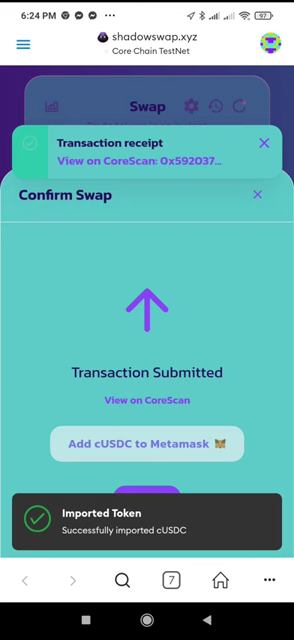 6:24 PM
97
shadowswap.xyz
Core Chain TestNet
Swap
Transaction receipt
View on CoreScan: 0x592037...
Confirm Swap
Transaction Submitted
View on CoreScan
Add cUSDC to Metamask
Imported Token
Successfully imported cUSDC
7